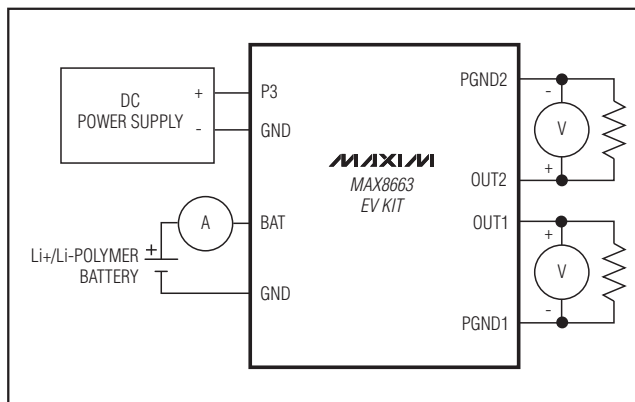 DC
POWER SUPPLY
+
-
P3
GND
Li+/Li-POLYMER
BATTERY
+
A
BAT
GND
MAXIM
MAX8663
EV KIT
PGND2
-
V
+
OUT2
OUT1
+
V
-
PGND1